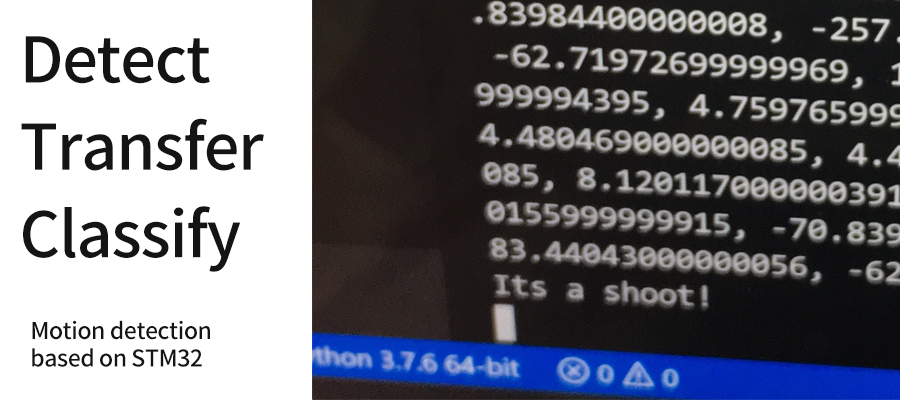 Detect
Transfer
Classify
Motion detection
based on STM32
.83984400000008, -257.
-62.71972699999969, 1
999994395, 4.759765999
4.480469000000085, 4.4
085, 8.120117000000391
0155999999915, -70.839
83.44043000000056, -62
Its a shoot!
ython 3.7.6 64-bit 0 0